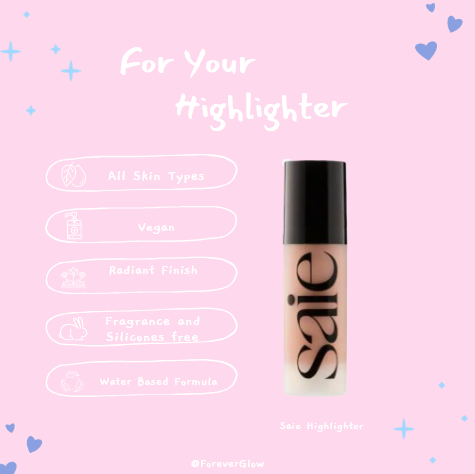 For Your
Highlighter
All Skin Types
Vegan
Radiant Finish
Fragrance and
Silicones free
Water Based Formula
saie
Saie Highlighter
@ForeverGlow